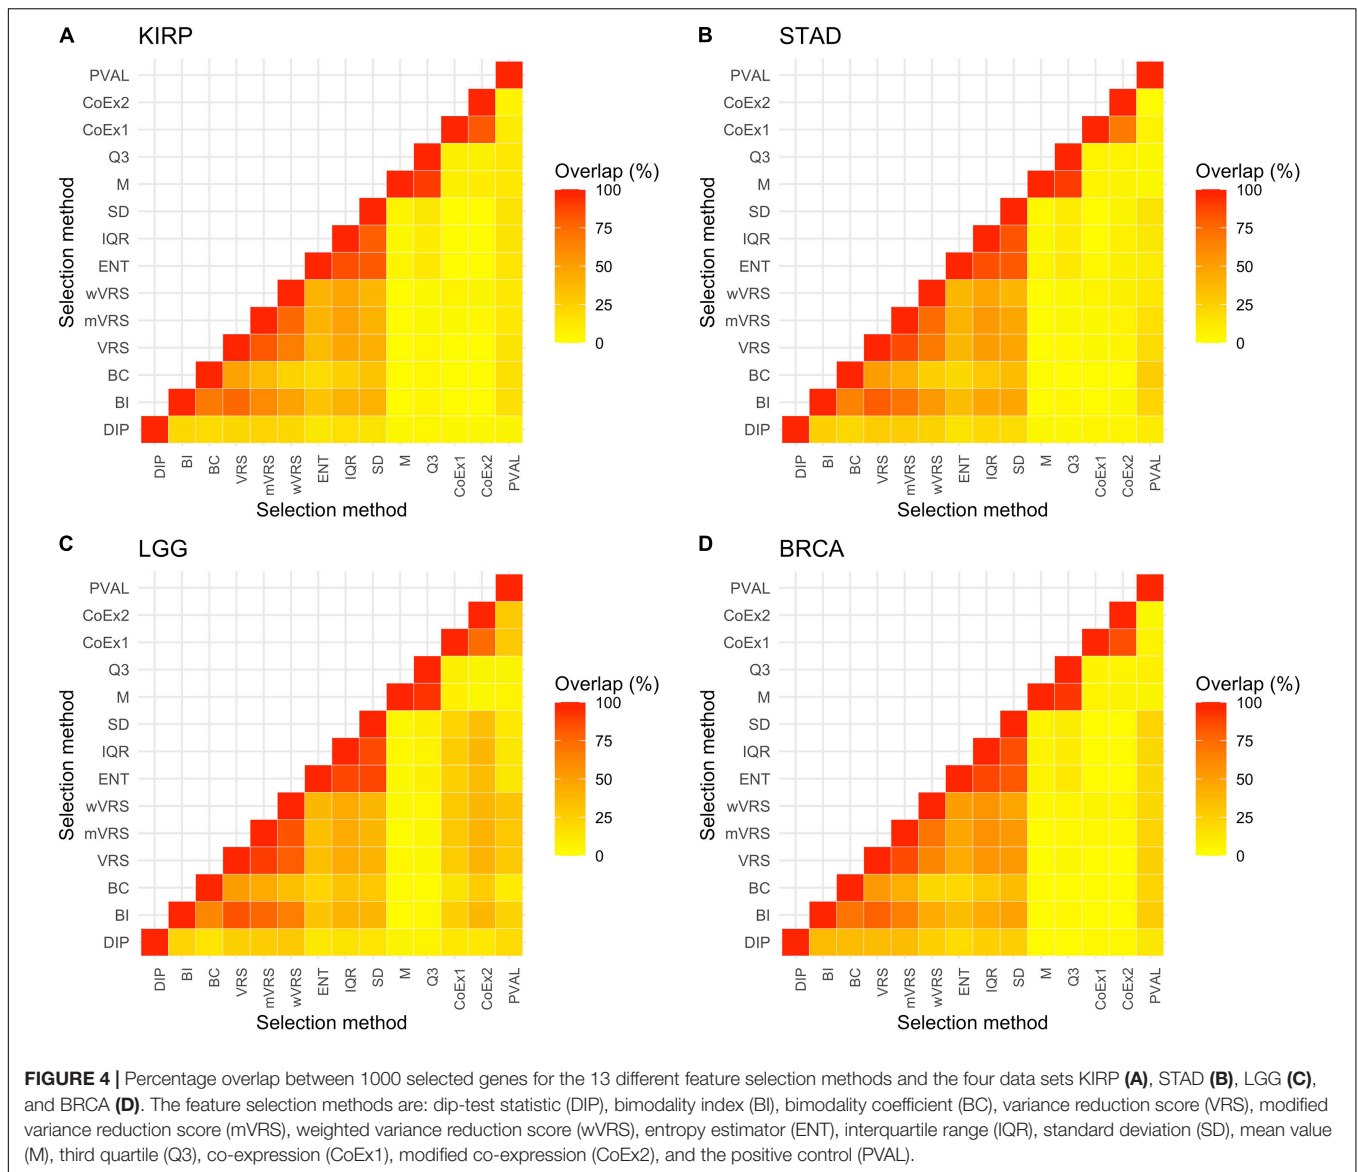 A KIRP
PVAL
CoEx2
CoEx1
Q3
M
SD
IQR
ENT
wVRS
mVRS
VRS
BC
BI
DIP
Selection method
DIP BI BC VRS mVRS wVRS ENT IQR SD M Q3 CoEx1 CoEx2 PVAL
Selection method
Overlap (%)
100
75
50
25
0
B STAD
PVAL
CoEx2
CoEx1
Q3
M
SD
IQR
ENT
wVRS
mVRS
VRS
BC
BI
DIP
Selection method
DIP BI BC VRS mVRS wVRS ENT IQR SD M Q3 CoEx1 CoEx2 PVAL
Selection method
Overlap (%)
100
75
50
25
0
C LGG
PVAL
CoEx2
CoEx1
Q3
M
SD
IQR
ENT
wVRS
mVRS
VRS
BC
BI
DIP
Selection method
DIP BI BC VRS mVRS wVRS ENT IQR SD M Q3 CoEx1 CoEx2 PVAL
Selection method
Overlap (%)
100
75
50
25
0
D BRCA
PVAL
CoEx2
CoEx1
Q3
M
SD
IQR
ENT
wVRS
mVRS
VRS
BC
BI
DIP
Selection method
DIP BI BC VRS mVRS wVRS ENT IQR SD M Q3 CoEx1 CoEx2 PVAL
Selection method
Overlap (%)
100
75
50
25
0
FIGURE 4 | Percentage overlap between 1000 selected genes for the 13 different feature selection methods and the four data sets KIRP (A), STAD (B), LGG (C),
and BRCA (D). The feature selection methods are: dip-test statistic (DIP), bimodality index (BI), bimodality coefficient (BC), variance reduction score (VRS), modified
variance reduction score (mVRS), weighted variance reduction score (wVRS), entropy estimator (ENT), interquartile range (IQR), standard deviation (SD), mean value
(M), third quartile (Q3), co-expression (CoEx1), modified co-expression (CoEx2), and the positive control (PVAL).